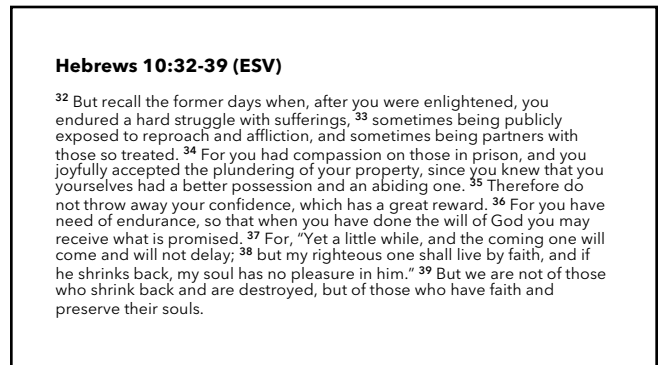 Hebrews 10:32-39 (ESV)
32 But recall the former days when, after you were enlightened, you
endured a hard struggle with sufferings, 33 sometimes being publicly
exposed to reproach and affliction, and sometimes being partners with
those so treated. 34 For you had compassion on those in prison, and you
joyfully accepted the plundering of your property, since you knew that you
yourselves had a better possession and an abiding one. 35 Therefore do
not throw away your confidence, which has a great reward. 36 For you have
need of endurance, so that when you have done the will of God you may
receive what is promised. 37 For, “Yet a little while, and the coming one will
come and will not delay; 38 but my righteous one shall live by faith, and if
he shrinks back, my soul has no pleasure in him.” 39 But we are not of those
who shrink back and are destroyed, but of those who have faith and
preserve their souls.